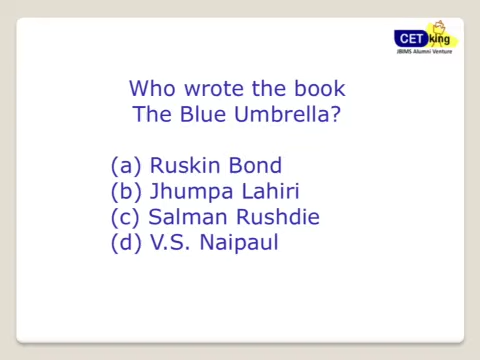 CET king
JBIMS Alumni Venture
Who wrote the book
The Blue Umbrella?
(a) Ruskin Bond
(b) Jhumpa Lahiri
(c) Salman Rushdie
(d) V.S. Naipaul